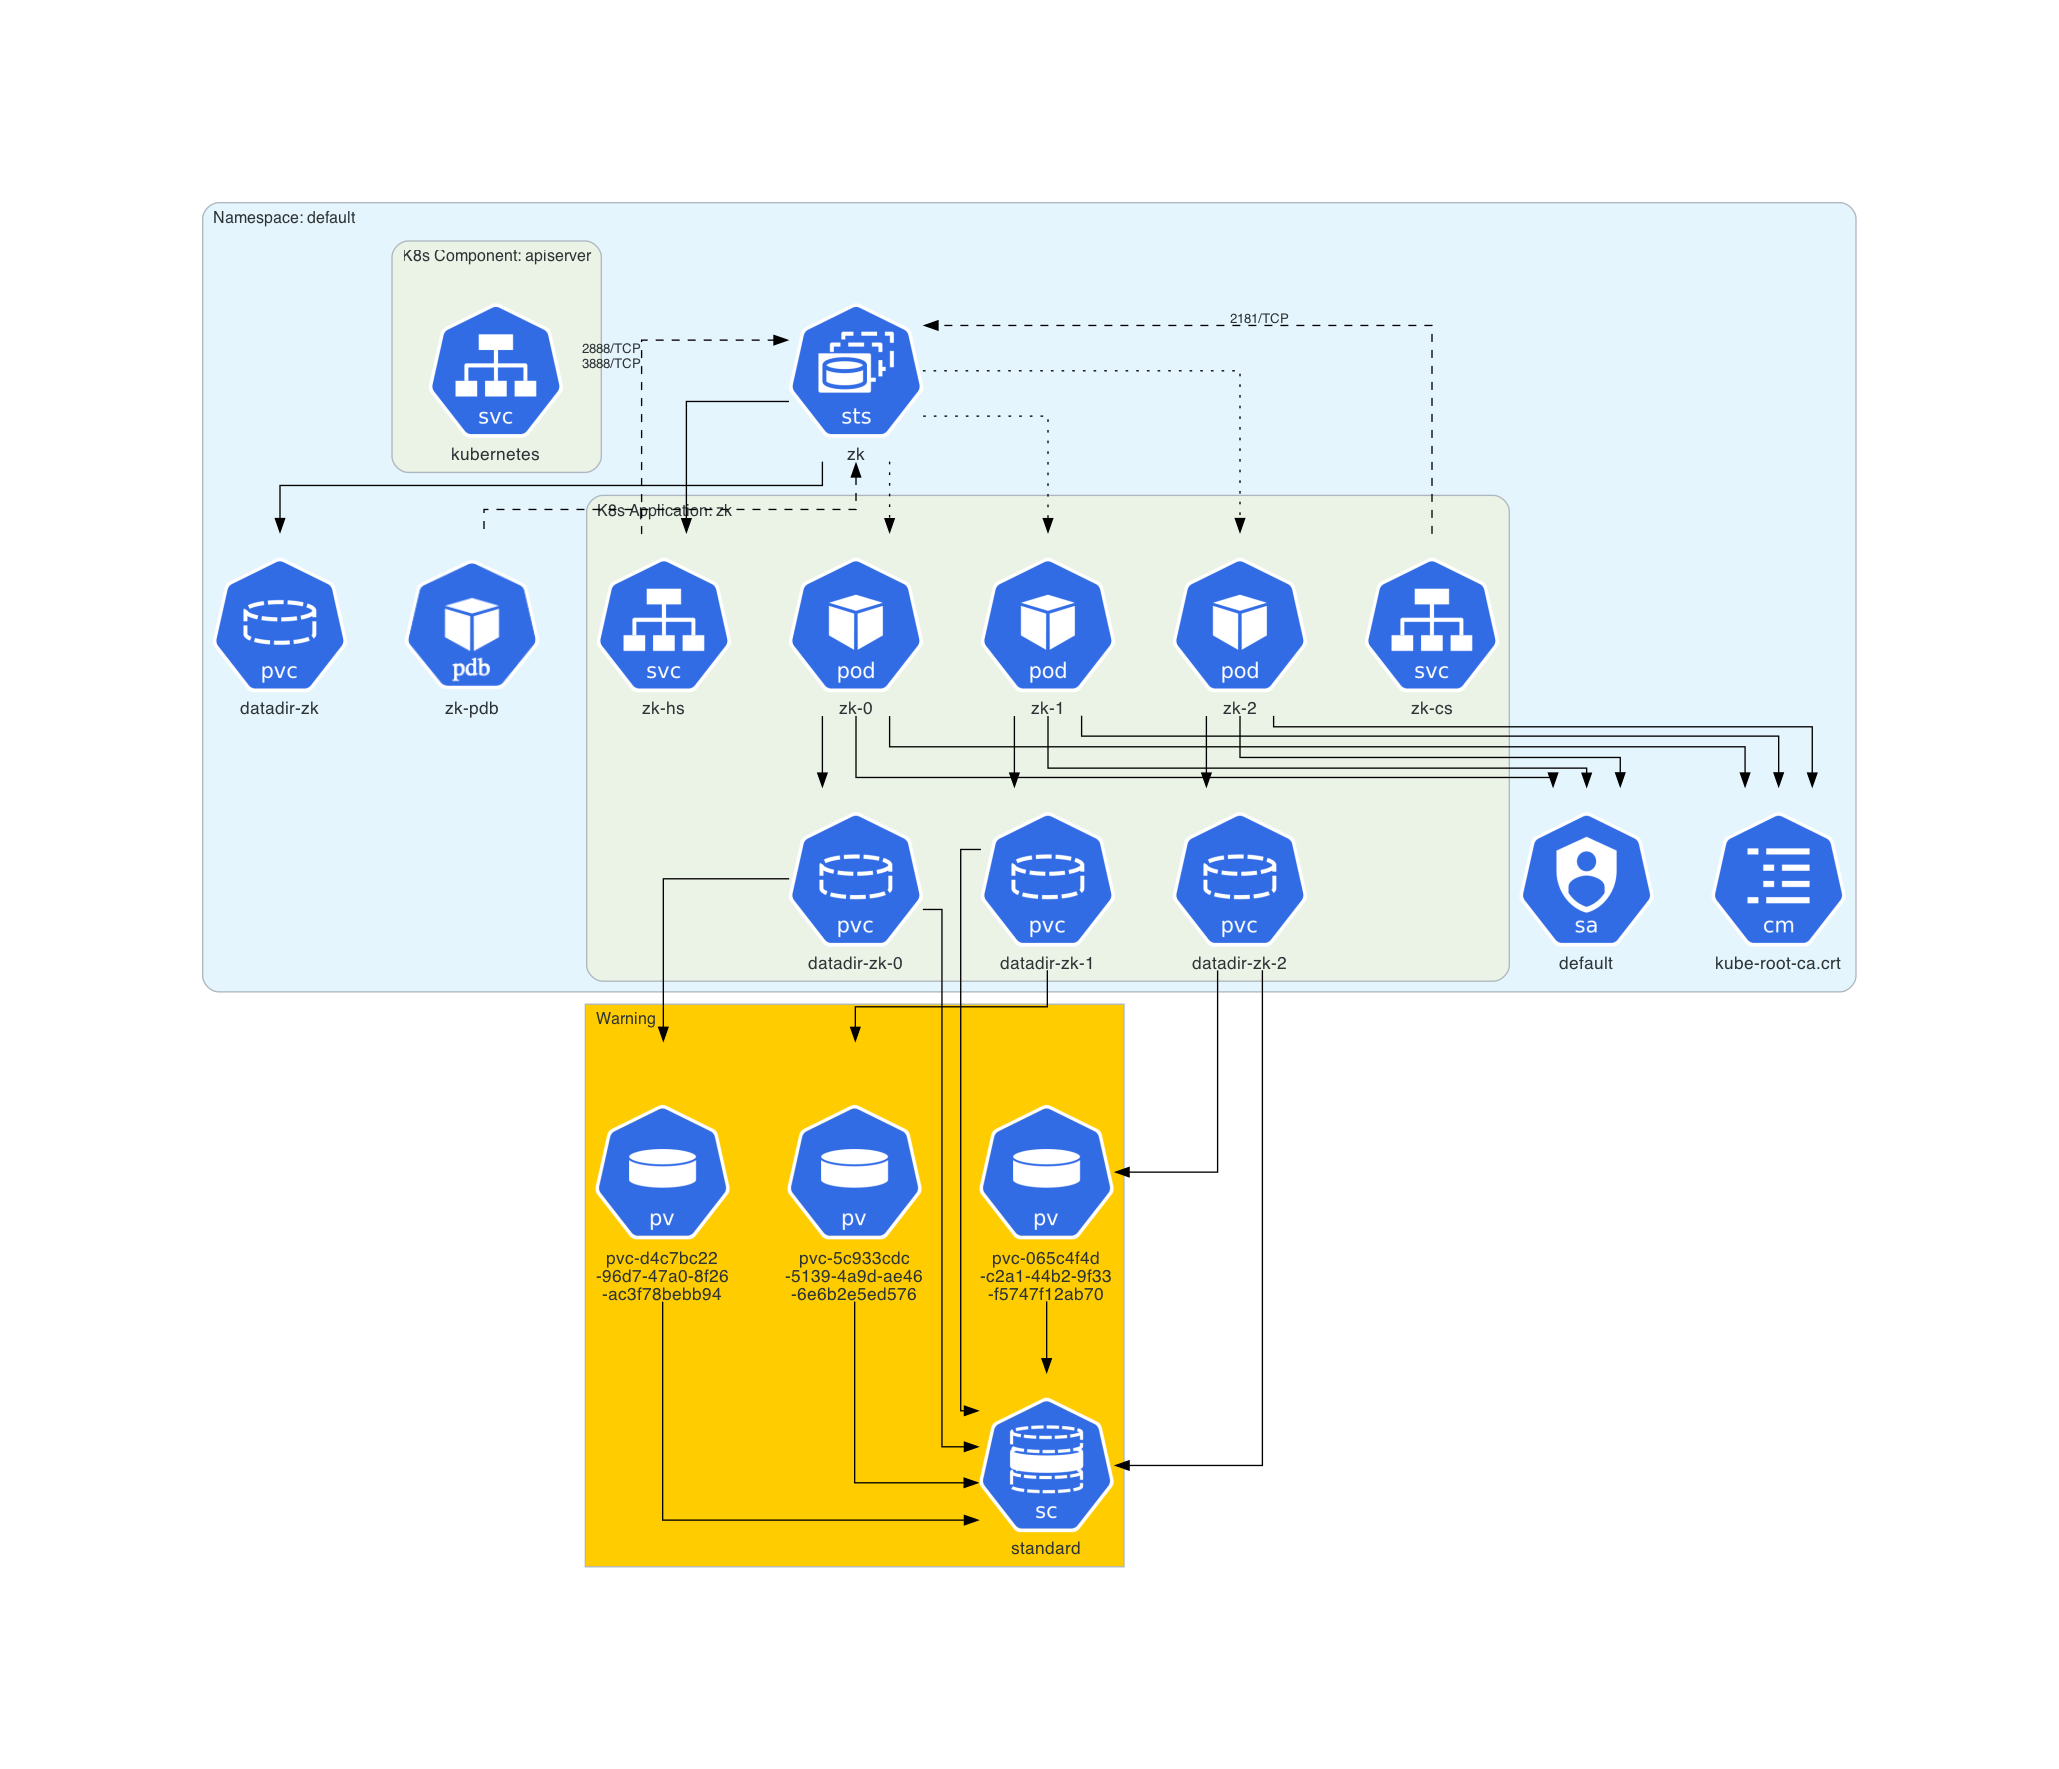 Namespace: default
K8s Component: apiserver
2181/TCP
2888/TCP
3888/TCP
svc
sts
kubernetes
zk
K8s Application: zk
pvc
pdb
svc
pod
pod
pod
svc
datadir-zk
zk-pdb
zk-hs
zk-0
zk-1
zk-2
zk-cs
pvc
pvc
pvc
sa
cm
datadir-zk-0
datadir-zk-1
datadir-zk-2
default
kube-root-ca.crt
Warning
pv
pv
pv
pvc-d4c7bc22
-96d7-47a0-8f26
-ac3f78bebb94
pvc-5c933cdc
-5139-4a9d-ae46
-6e6b2e5ed576
pvc-065c4f4d
-c2a1-44b2-9f33
-f5747f12ab70
sc
standard